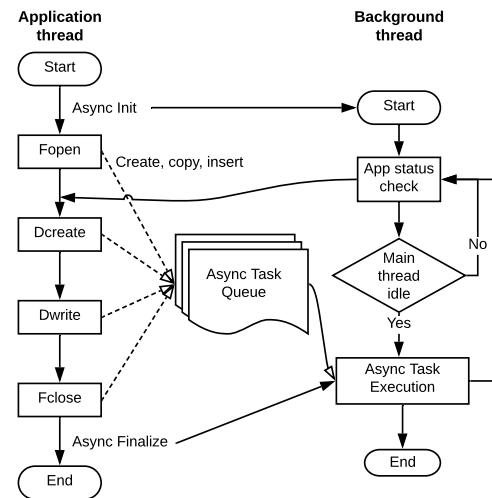 Application
thread
Background
thread
Start
Async Init
Start
Fopen
Create, copy, insert
App status
check
Dcreate
No
Main
thread
idle
Async Task
Queue
Dwrite
Yes
Async Task
Execution
Fclose
Async Finalize
End
End